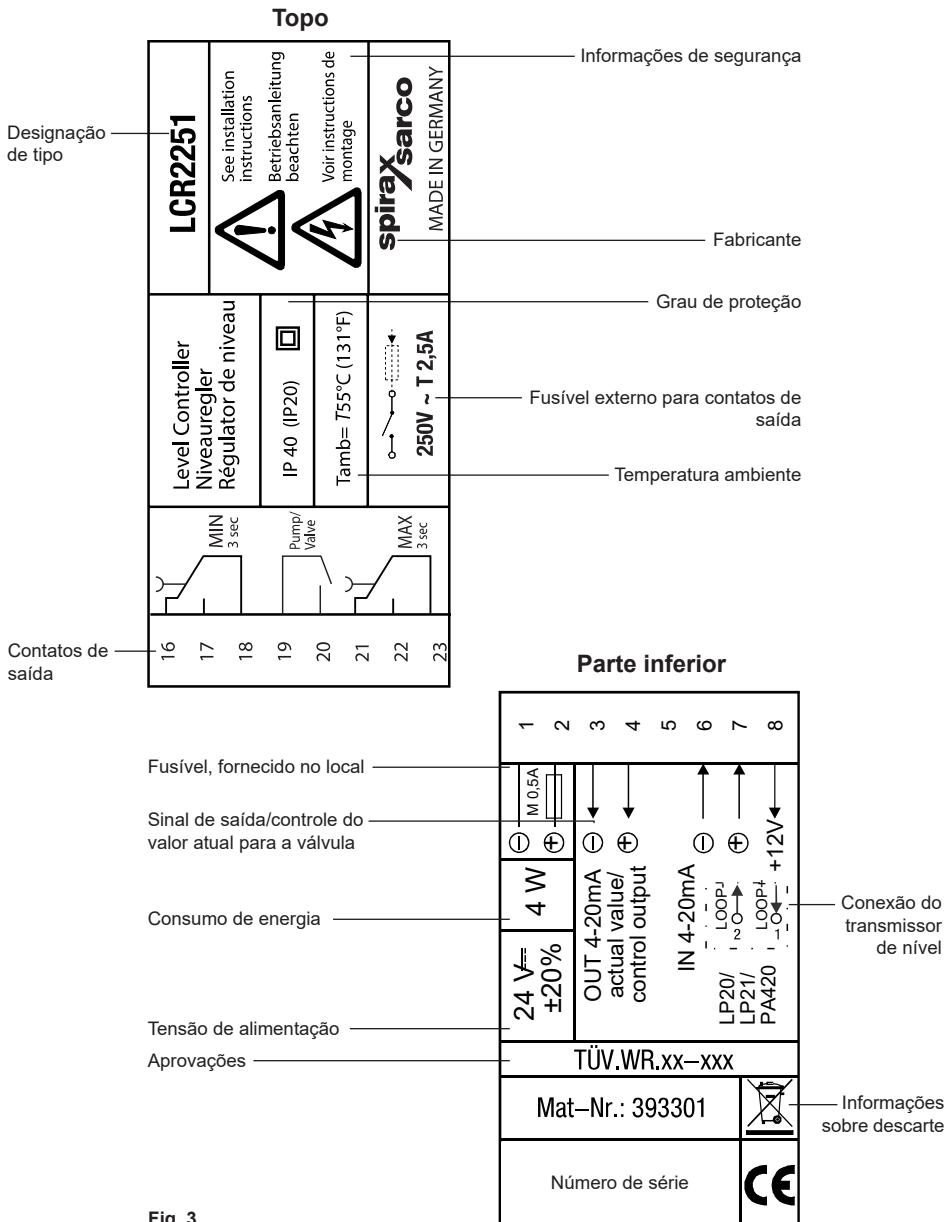 Topo
Informações de segurança
Designação
de tipo
LCR2251
See installation
instructions
Betriebsanleitung
beachten
Voir instructions de
montage
spirax
sarco
MADE IN GERMANY
Fabricante
Grau de proteção
Level Controller
Niveauregler
Régulator de niveau
IP 40 (IP20)
Tamb= T55°C (131°F)
250V ~ T 2,5A
Fusível externo para contatos de
saída
Temperatura ambiente
MIN
3 sec
Pump/
Valve
MAX
3 sec
Contatos de
saída
16
17
18
19
20
21
22
23
Parte inferior
1
2
3
4
5
6
7
8
Fusível, fornecido no local
M 0,5A
Sinal de saída/controle do
valor atual para a válvula
Consumo de energia
4 W
24 V
±20%
Tensão de alimentação
OUT 4-20mA
actual value/
control output
IN 4-20mA
+12V
LOOP-
2
LOOP+
1
LP20/
LP21/
PA420
Conexão do
transmissor
de nível
Aprovações
TÜV.WR.xx–xxx
Mat–Nr.: 393301
Informações
sobre descarte
Número de série
CE
Fig. 3